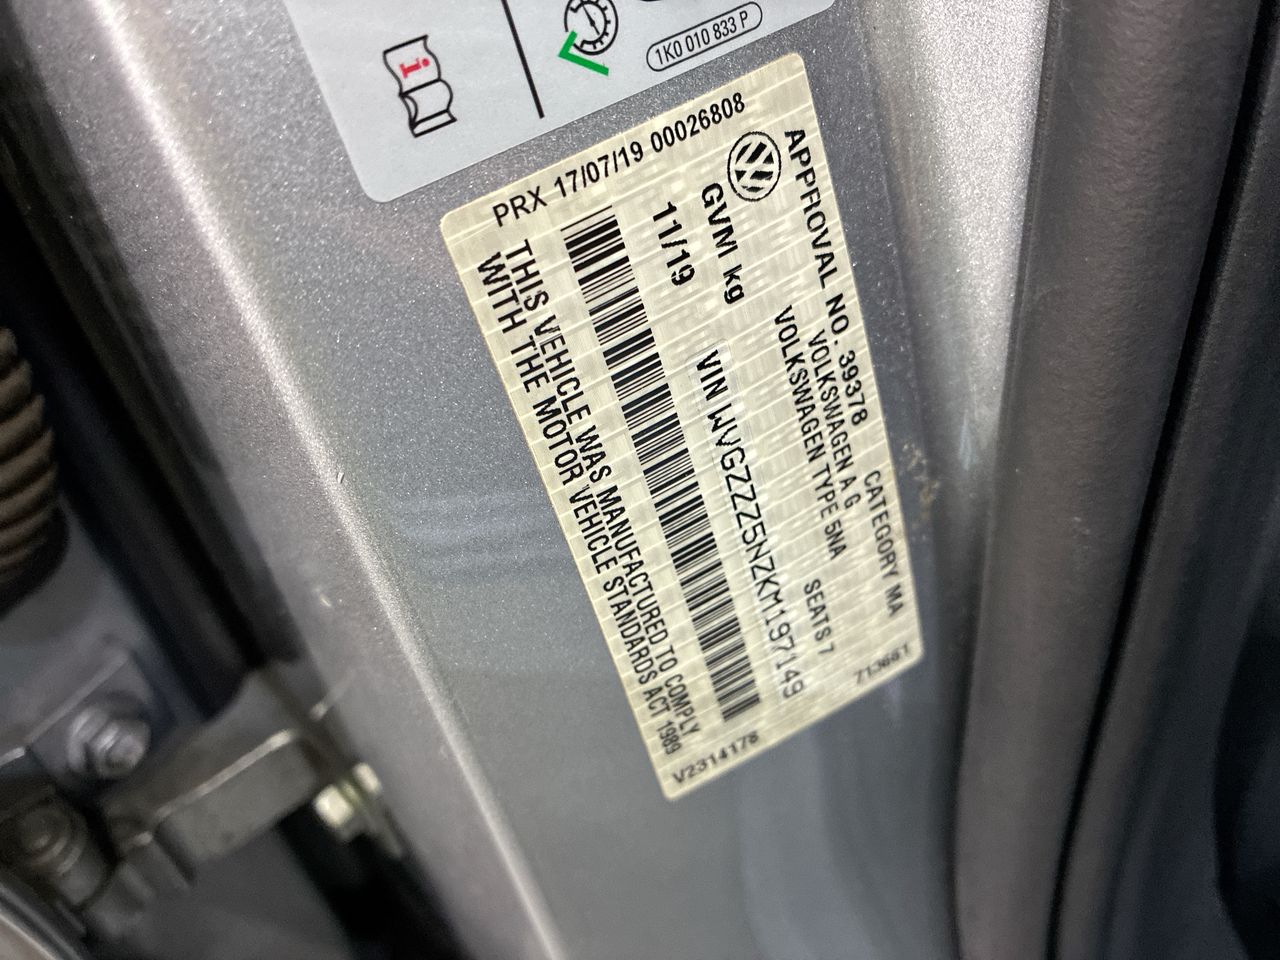 i
1K0 010 833 P
PRX 17/07/19 00026808
APPROVAL NO. 39378 CATEGORY MA
VOLKSWAGEN A.G
VOLKSWAGEN TYPE 5NA SEATS 7
GVM kg
11/19 VIN WVGZZZ5NZKM197149
THIS VEHICLE WAS MANUFACTURED TO COMPLY
WITH THE MOTOR VEHICLE STANDARDS ACT 1989
V2314178